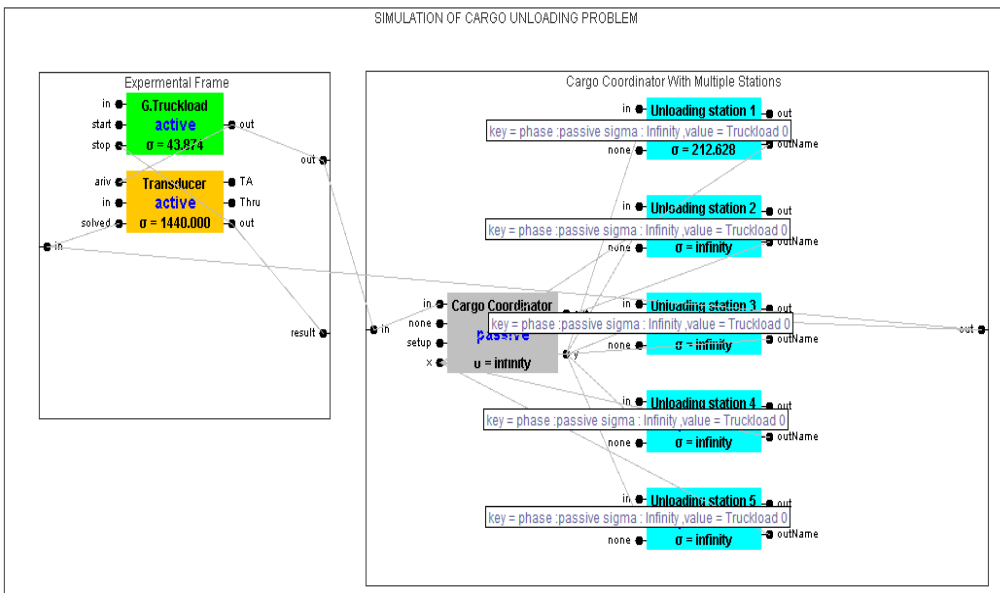 SIMULATION OF CARGO UNLOADING PROBLEM
Expermental Frame
in
G.Truckload
start
active
out
stop
σ = 43.874
out
ariv
Transducer
TA
in
active
Thru
solved
σ = 1440.000
out
in
result
Cargo Coordinator With Multiple Stations
in
Unloading station 1
out
key = phase :passive sigma : Infinity ,value = Truckload 0
none
σ = 212.628
outName
in
Unloading station 2
out
key = phase :passive sigma : Infinity ,value = Truckload 0
none
σ = infinity
outName
in
Cargo Coordinator
none
passive
setup
x
σ = infinity
y
in
Unloading station 3
out
key = phase :passive sigma : Infinity ,value = Truckload 0
none
σ = infinity
outName
in
out
in
Unloading station 4
out
key = phase :passive sigma : Infinity ,value = Truckload 0
none
σ = infinity
outName
in
Unloading station 5
out
key = phase :passive sigma : Infinity ,value = Truckload 0
none
σ = infinity
outName